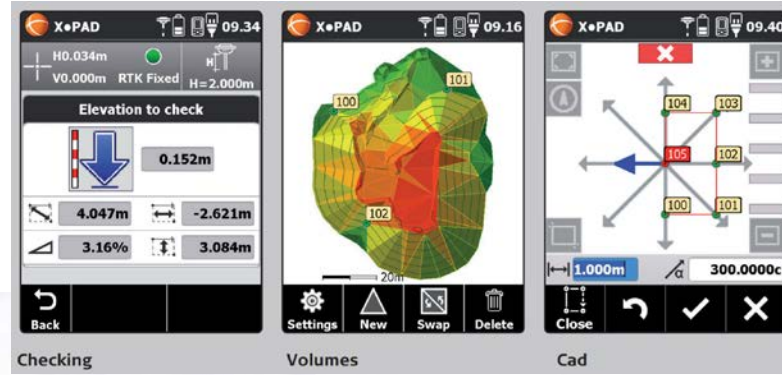 X•PAD 09.34
H0.034m
V0.000m RTK Fixed H=2.000m
H
Elevation to check
0.152m
4.047m -2.621m
3.16% 3.084m
Back
Checking
X•PAD 09.16
101
100
102
20m
Settings New Swap Delete
Volumes
X•PAD 09.40
104 103
105 102
100 101
1.000m α 300.0000c
Close
Cad